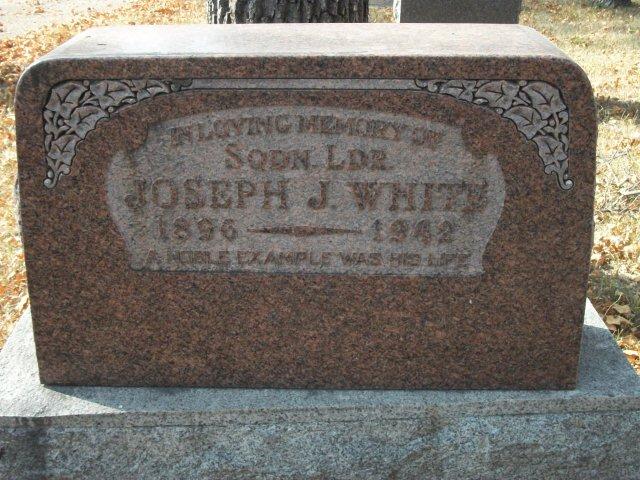 IN LOVING MEMORY OF
SQDN. LDR.
JOSEPH J. WHITE
1896 1942
A NOBLE EXAMPLE WAS HIS LIFE